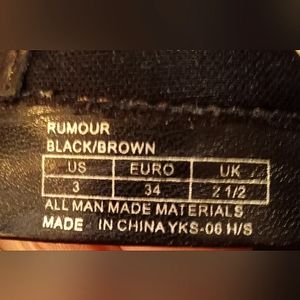 RUMOUR
BLACK/BROWN
US EURO UK
3 34 2 1/2
ALL MAN MADE MATERIALS
MADE IN CHINA YKS-06 H/S